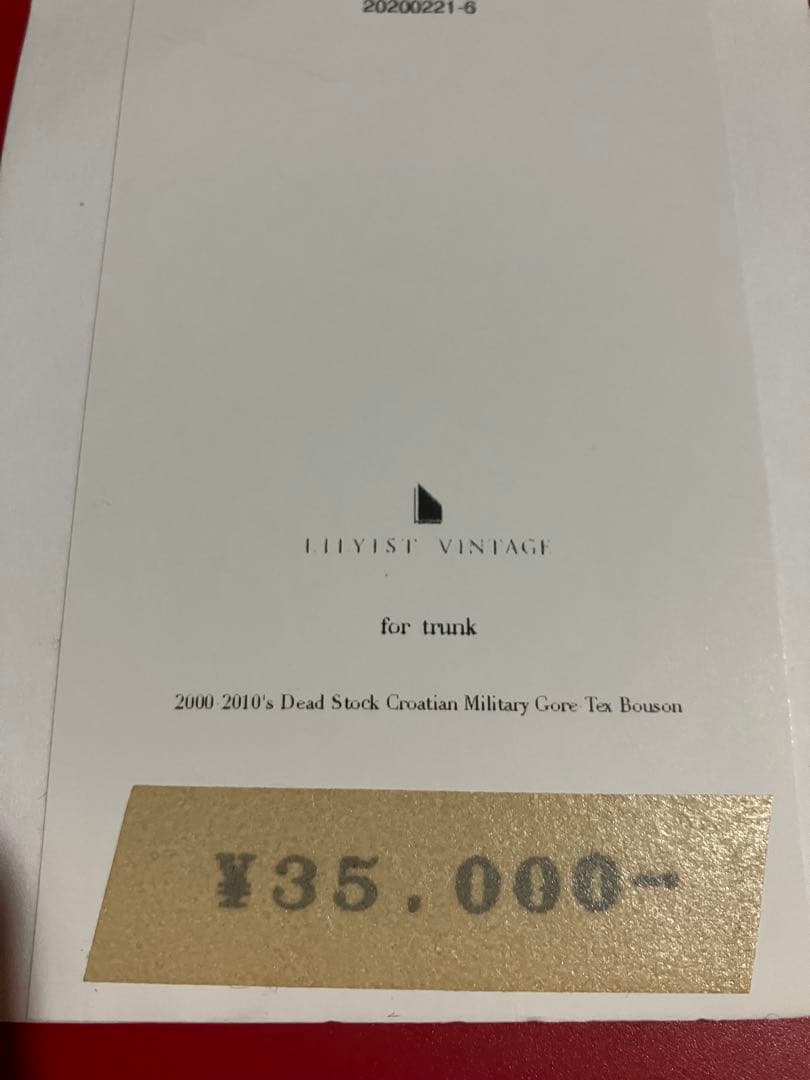 20200221-6
LILYIST VINTAGE
for trunk
2000-2010's Dead Stock Croatian Military Gore-Tex Bouson
¥35.000-